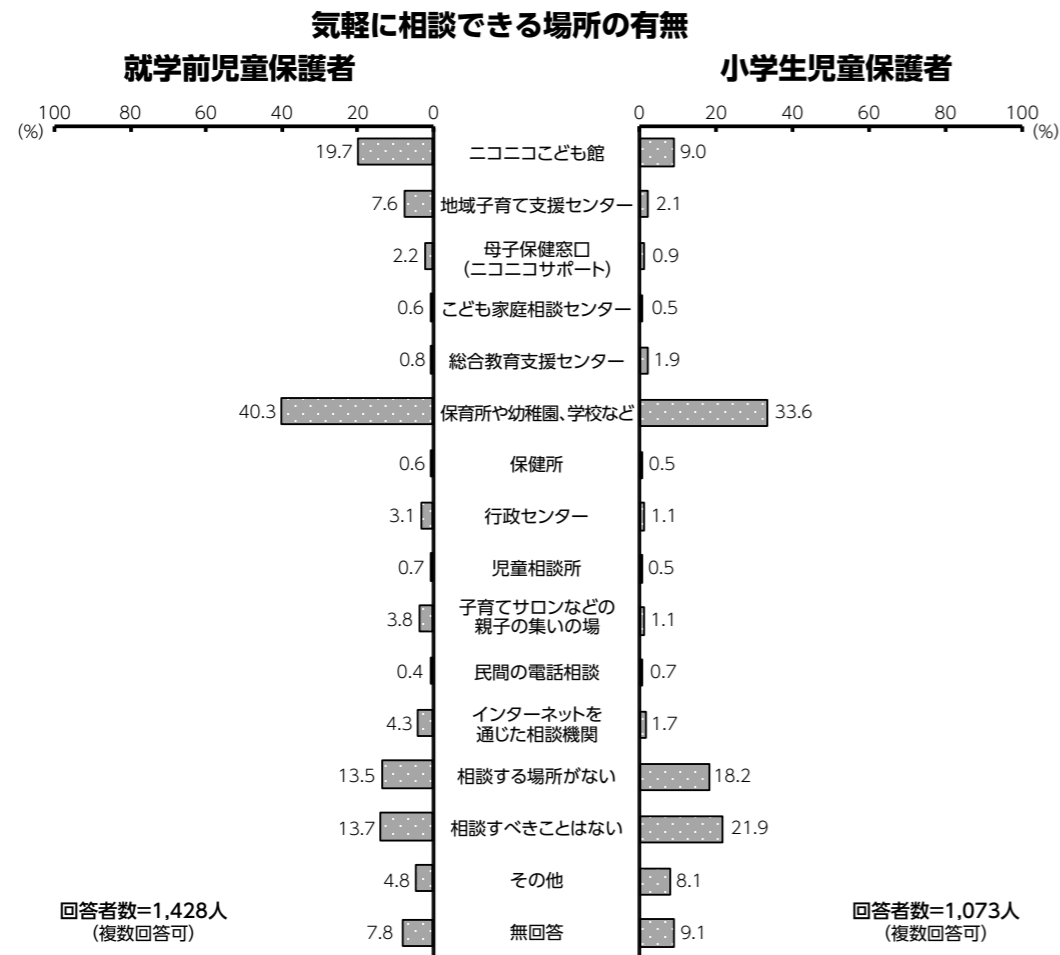 気軽に相談できる場所の有無
就学前児童保護者 小学生児童保護者
100 80 60 40 20 0 0 20 40 60 80 100
(%) (%)
19.7 ニコニコこども館 9.0
7.6 地域子育て支援センター 2.1
2.2 母子保健窓口 0.9
(ニコニコサポート)
0.6 こども家庭相談センター 0.5
0.8 総合教育支援センター 1.9
40.3 保育所や幼稚園、学校など 33.6
0.6 保健所 0.5
3.1 行政センター 1.1
0.7 児童相談所 0.5
3.8 子育てサロンなどの 1.1
親子の集いの場
0.4 民間の電話相談 0.7
4.3 インターネットを 1.7
通じた相談機関
13.5 相談する場所がない 18.2
13.7 相談すべきことはない 21.9
4.8 その他 8.1
回答者数=1,428人 回答者数=1,073人
(複数回答可) 7.8 無回答 9.1 (複数回答可)